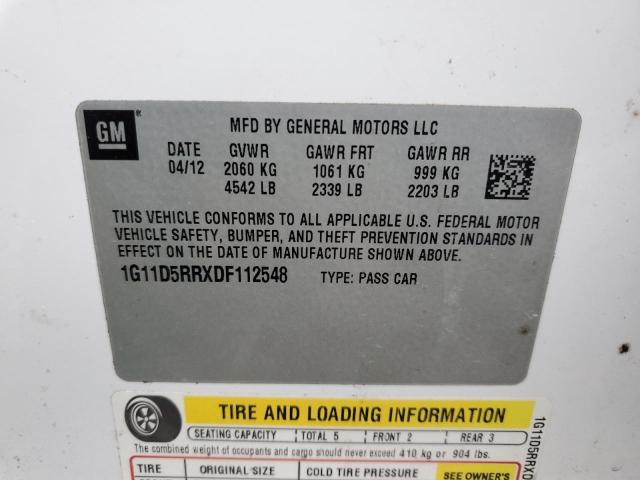 GM ®
MFD BY GENERAL MOTORS LLC
DATE GVWR GAWR FRT GAWR RR
04/12 2060 KG 1061 KG 999 KG
4542 LB 2339 LB 2203 LB
THIS VEHICLE CONFORMS TO ALL APPLICABLE U.S. FEDERAL MOTOR
VEHICLE SAFETY, BUMPER, AND THEFT PREVENTION STANDARDS IN
EFFECT ON THE DATE OF MANUFACTURE SHOWN ABOVE.
1G11D5RRXDF112548 TYPE: PASS CAR
TIRE AND LOADING INFORMATION
SEATING CAPACITY TOTAL 5 FRONT 2 REAR 3
The combined weight of occupants and cargo should never exceed 410 kg or 904 lbs.
TIRE ORIGINAL SIZE COLD TIRE PRESSURE
SEE OWNER'S
1G11D5RRXD